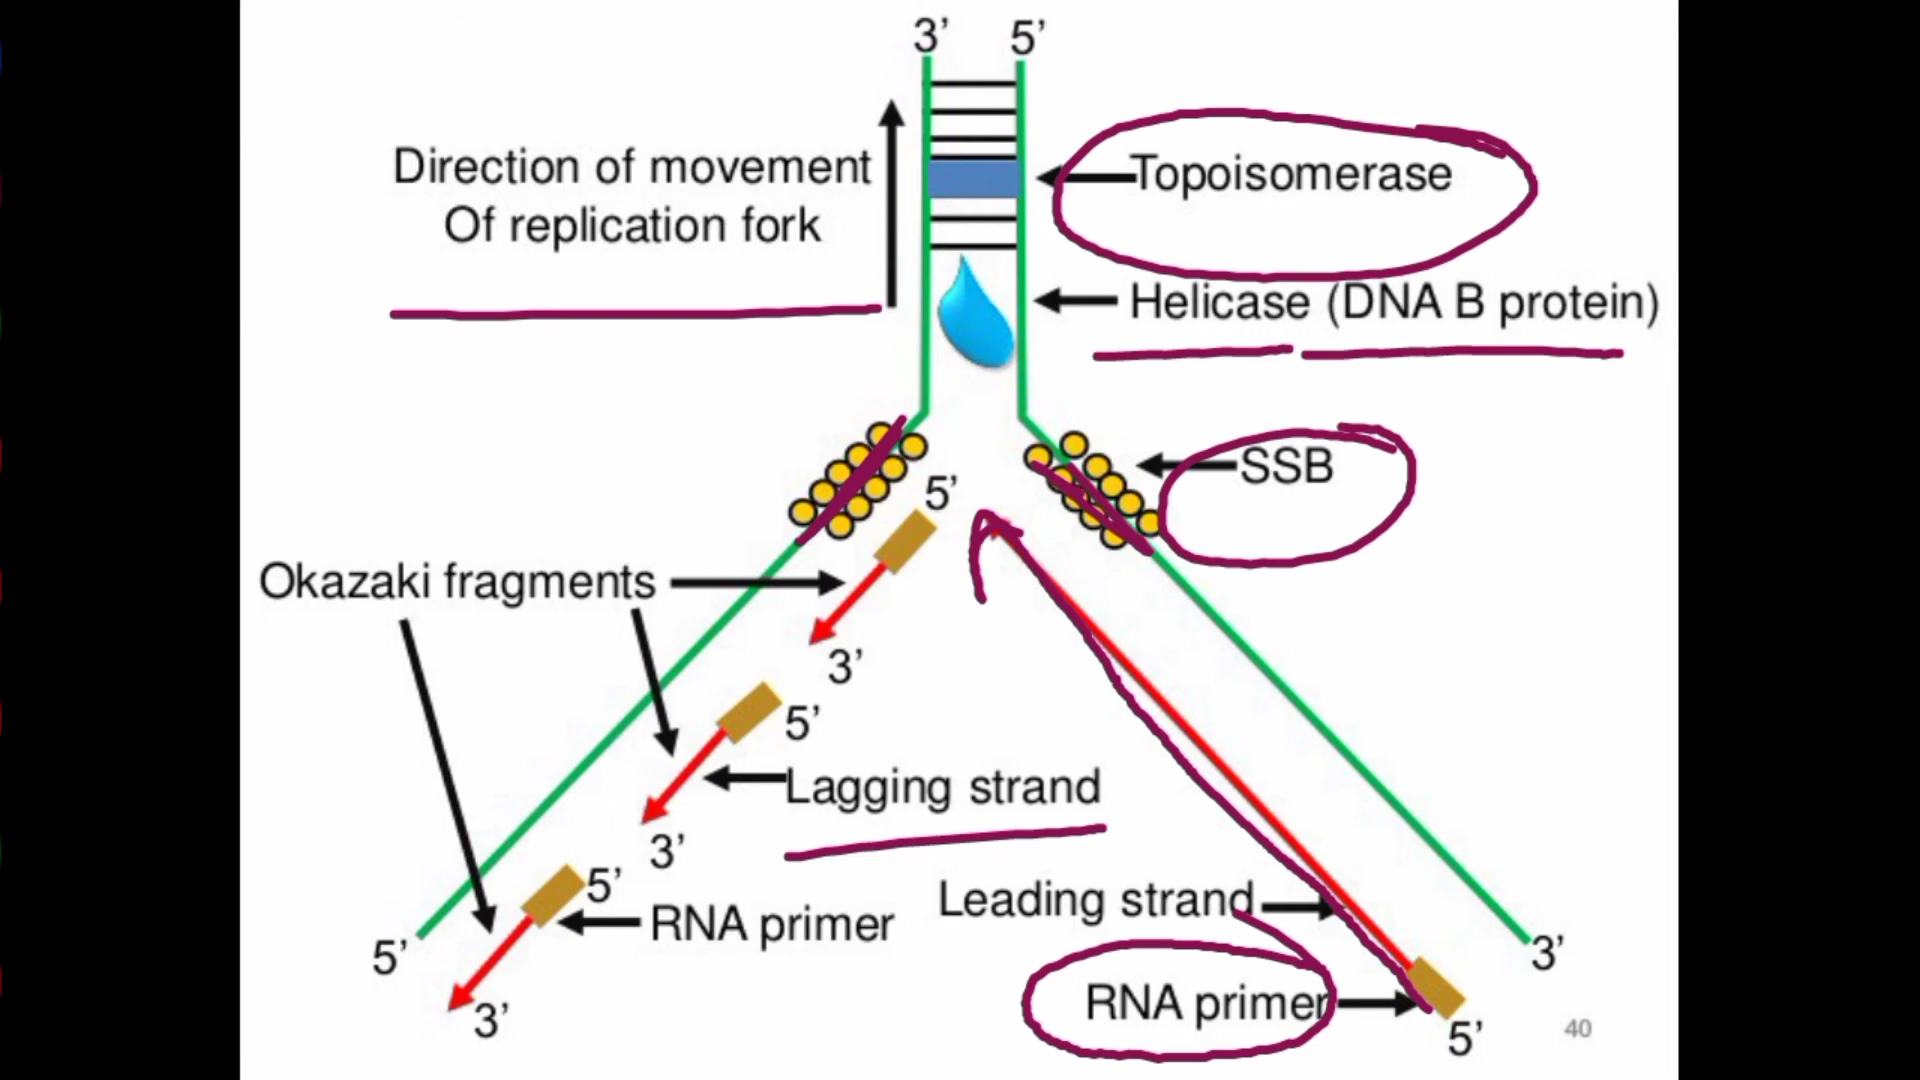 3’ 5’
Direction of movement
Of replication fork
Topoisomerase
Helicase (DNA B protein)
SSB
5’
Okazaki fragments
3’
5’
Lagging strand
3’
5’
RNA primer
Leading strand
5’
3’
3’
RNA primer
5’
40